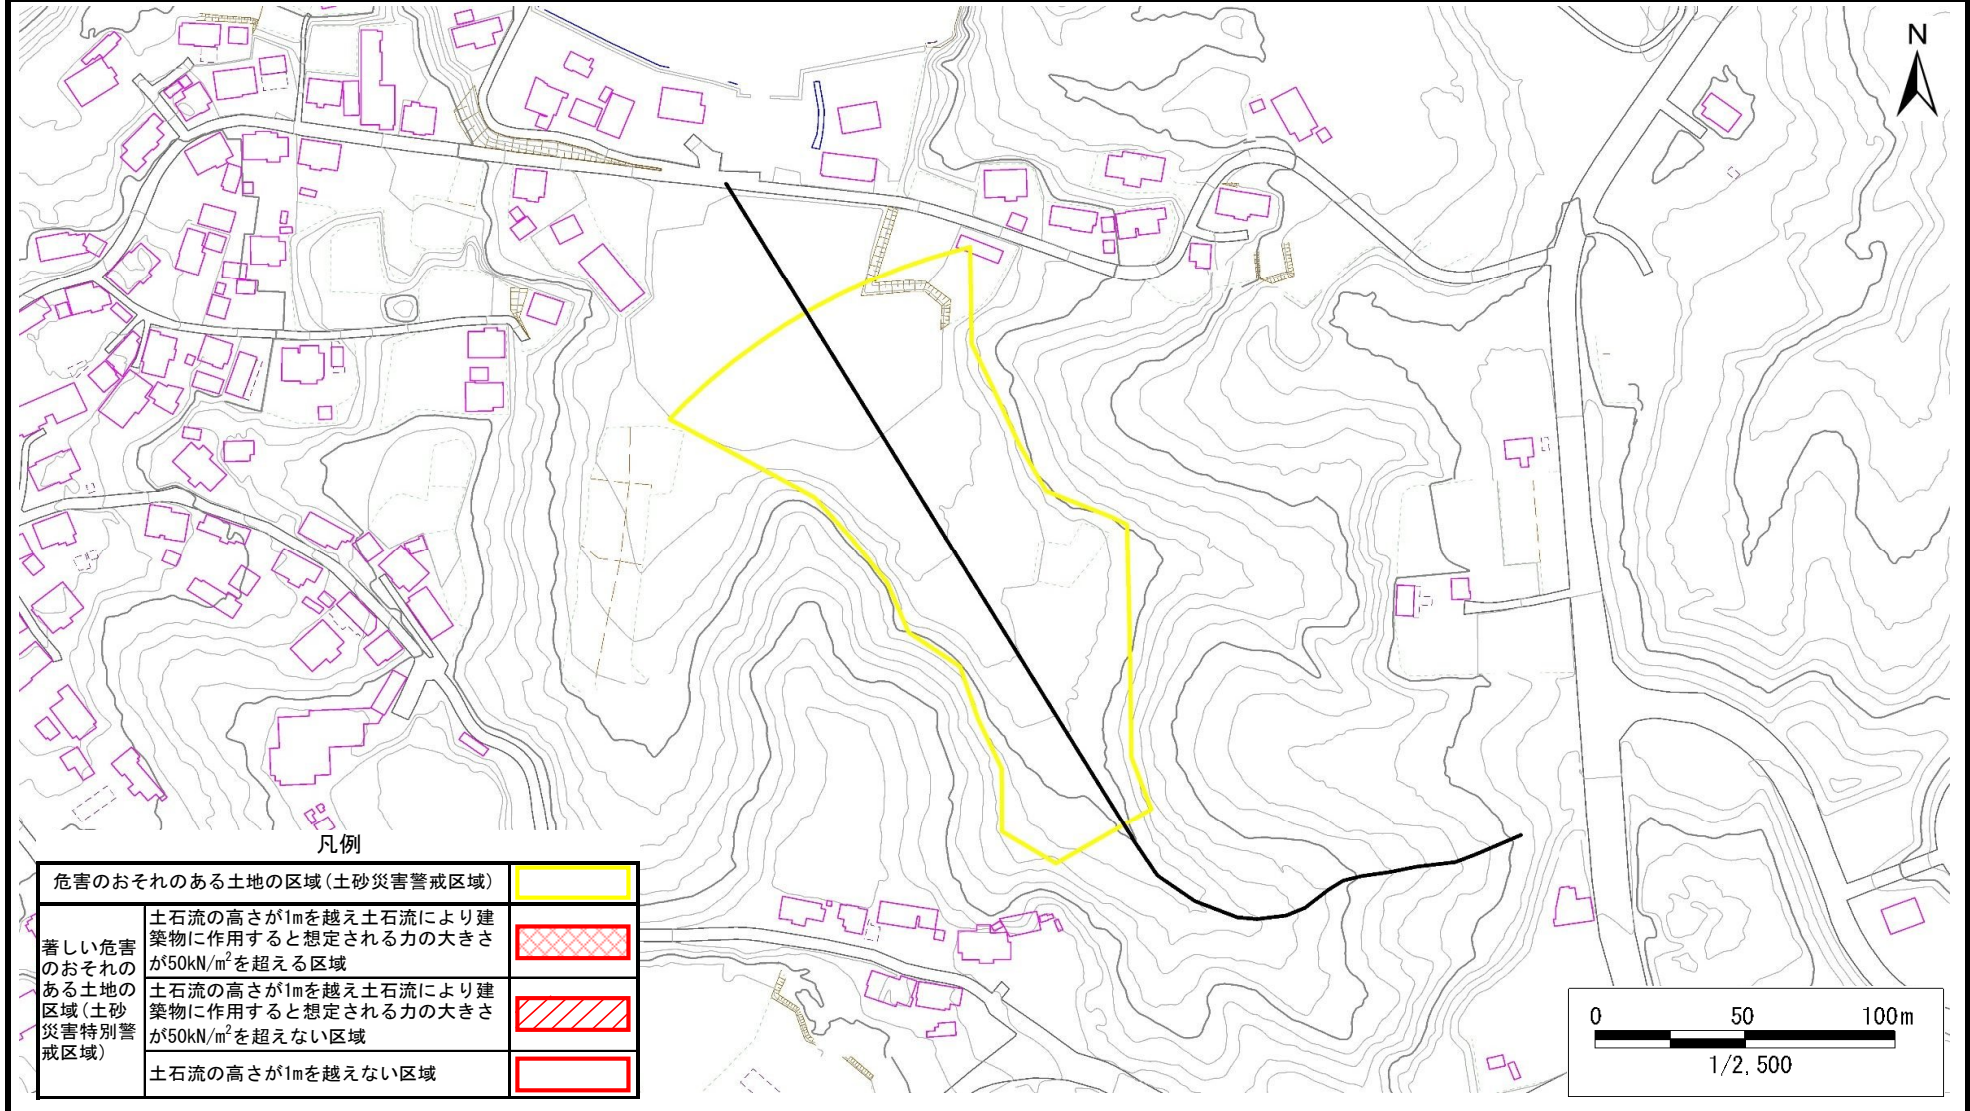 N
凡例
危害のおそれのある土地の区域(土砂災害警戒区域)
著しい危害
のおそれの
ある土地の
区域(土砂
災害特別警
戒区域)
土石流の高さが1mを越え土石流により建
築物に作用すると想定される力の大きさ
が50kN/m²を超える区域
土石流の高さが1mを越え土石流により建
築物に作用すると想定される力の大きさ
が50kN/m²を超えない区域
土石流の高さが1mを越えない区域
0 50 100m
1/2,500